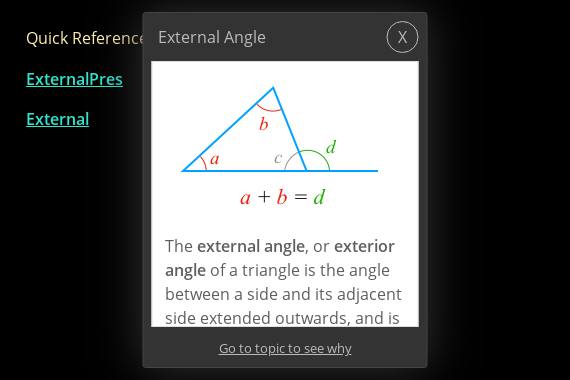 Quick Reference
External Angle
X
ExternalPres
External
b
a
c
d
a + b = d
The external angle, or exterior
angle of a triangle is the angle
between a side and its adjacent
side extended outwards, and is
Go to topic to see why